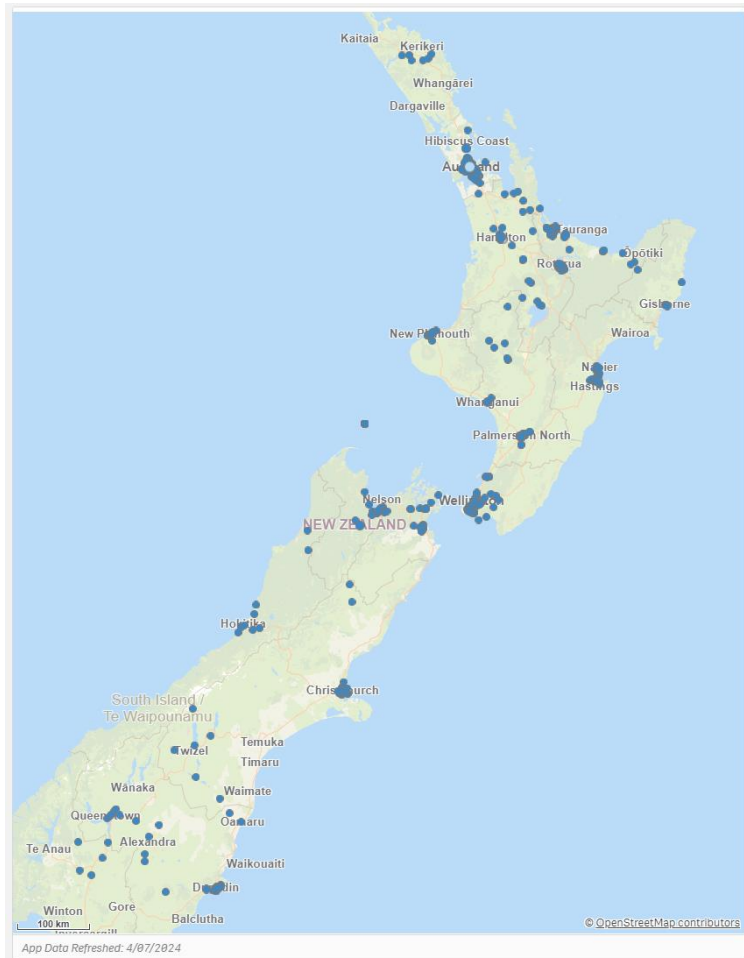 Kaitaia
Kerikeri
Whangārei
Dargaville
Hibiscus Coast
Auckland
Tauranga
Hamilton
Ōpōtiki
Rotorua
Gisborne
New Plymouth
Wairoa
Napier
Hastings
Whanganui
Palmerston North
Nelson
Wellington
NEW ZEALAND
Hokitika
Christchurch
South Island /
Te Waipounamu
Temuka
Twizel
Timaru
Wānaka
Waimate
Queenstown
Oamaru
Te Anau
Alexandra
Waikouaiti
Dunedin
Winton
Gore
Balclutha
100 km
Invercargill
© OpenStreetMap contributors
App Data Refreshed: 4/07/2024